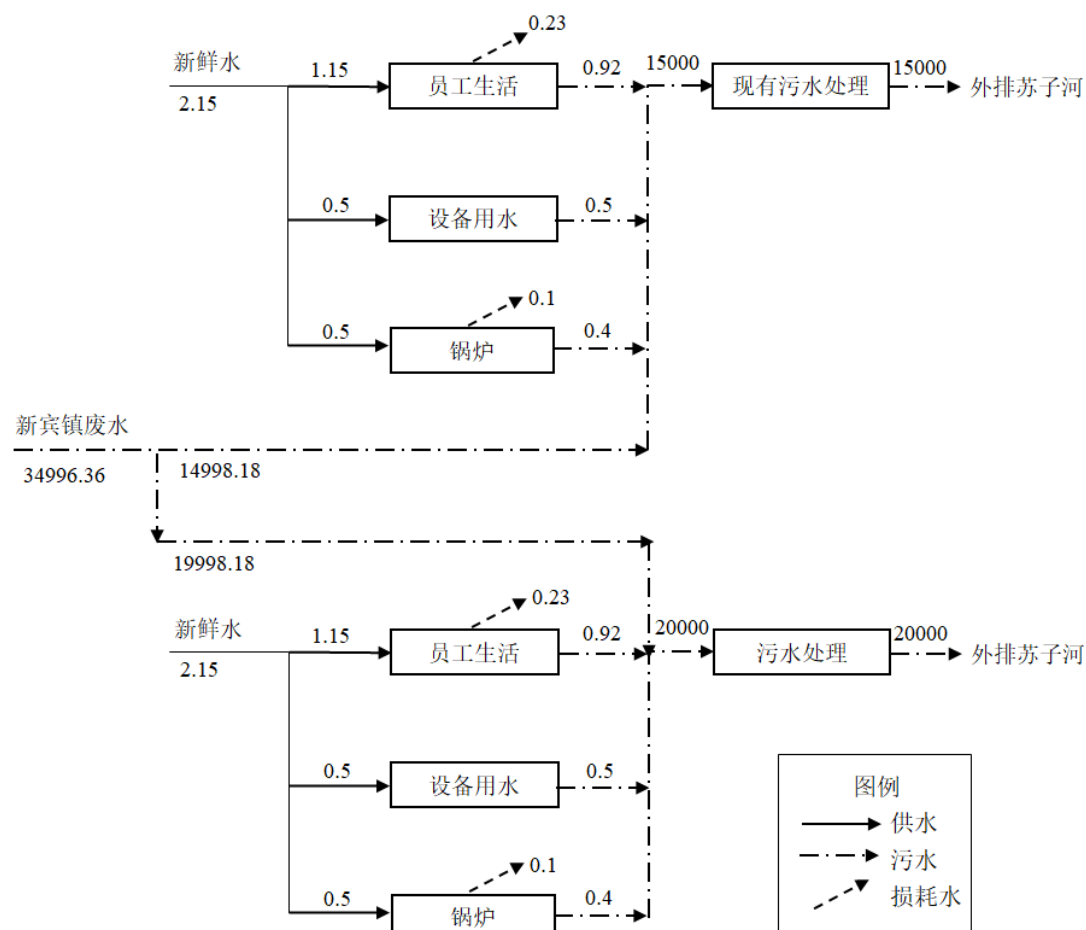 0.23
新鲜水
1.15
员工生活
0.92
15000
现有污水处理
15000
外排苏子河
2.15
0.5
设备用水
0.5
0.1
0.5
锅炉
0.4
新宾镇废水
34996.36
14998.18
19998.18
0.23
新鲜水
1.15
员工生活
0.92
20000
污水处理
20000
外排苏子河
2.15
0.5
设备用水
0.5
0.1
0.5
锅炉
0.4
图例
供水
污水
损耗水